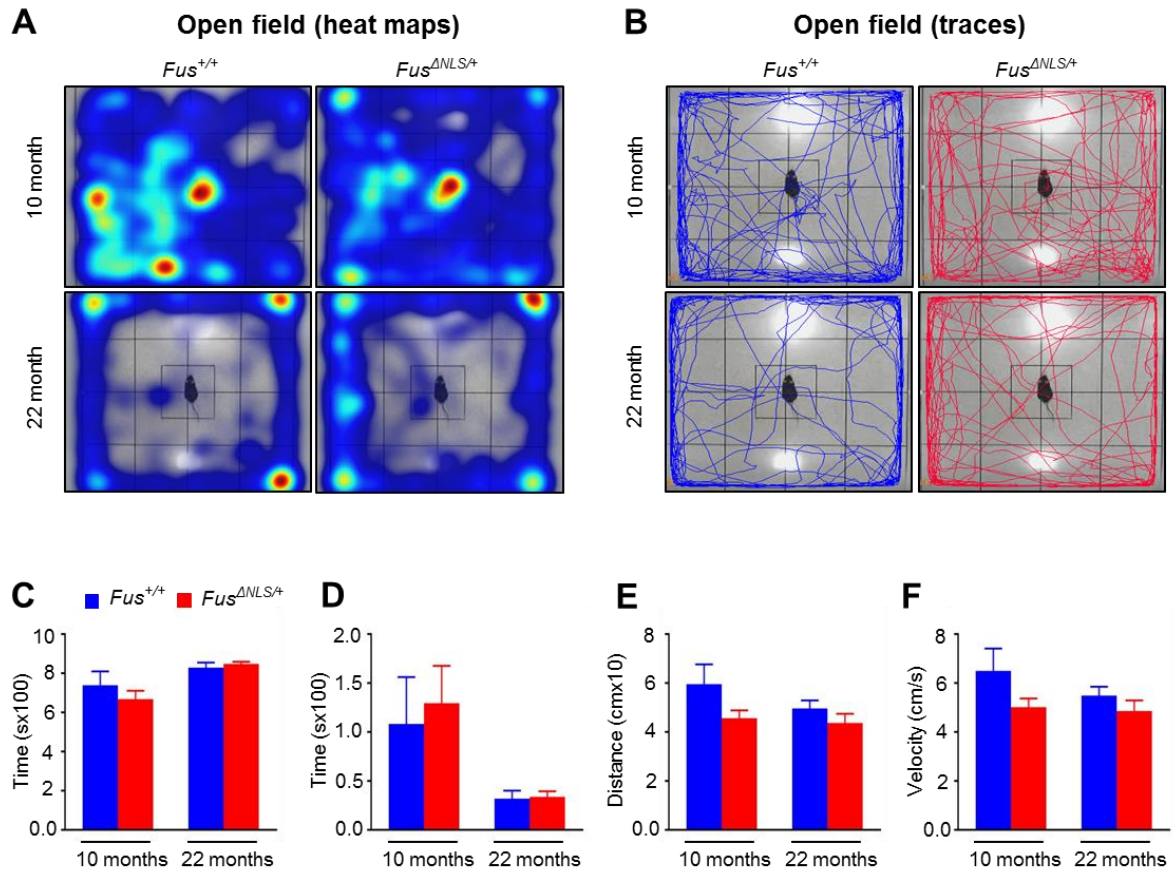 A
Open field (heat maps)
Fus+/+
FusΔNLS/+
10 month
22 month
B
Open field (traces)
Fus+/+
FusΔNLS/+
10 month
22 month
C
Fus+/+ FusΔNLS/+
Time (sx100)
10
8
6
4
2
0.0
10 months 22 months
D
Time (sx100)
2.0
1.5
1.0
0.5
0.0
10 months 22 months
E
Distance (cmx10)
8
6
4
2
0.0
10 months 22 months
F
Velocity (cm/s)
8
6
4
2
0.0
10 months 22 months